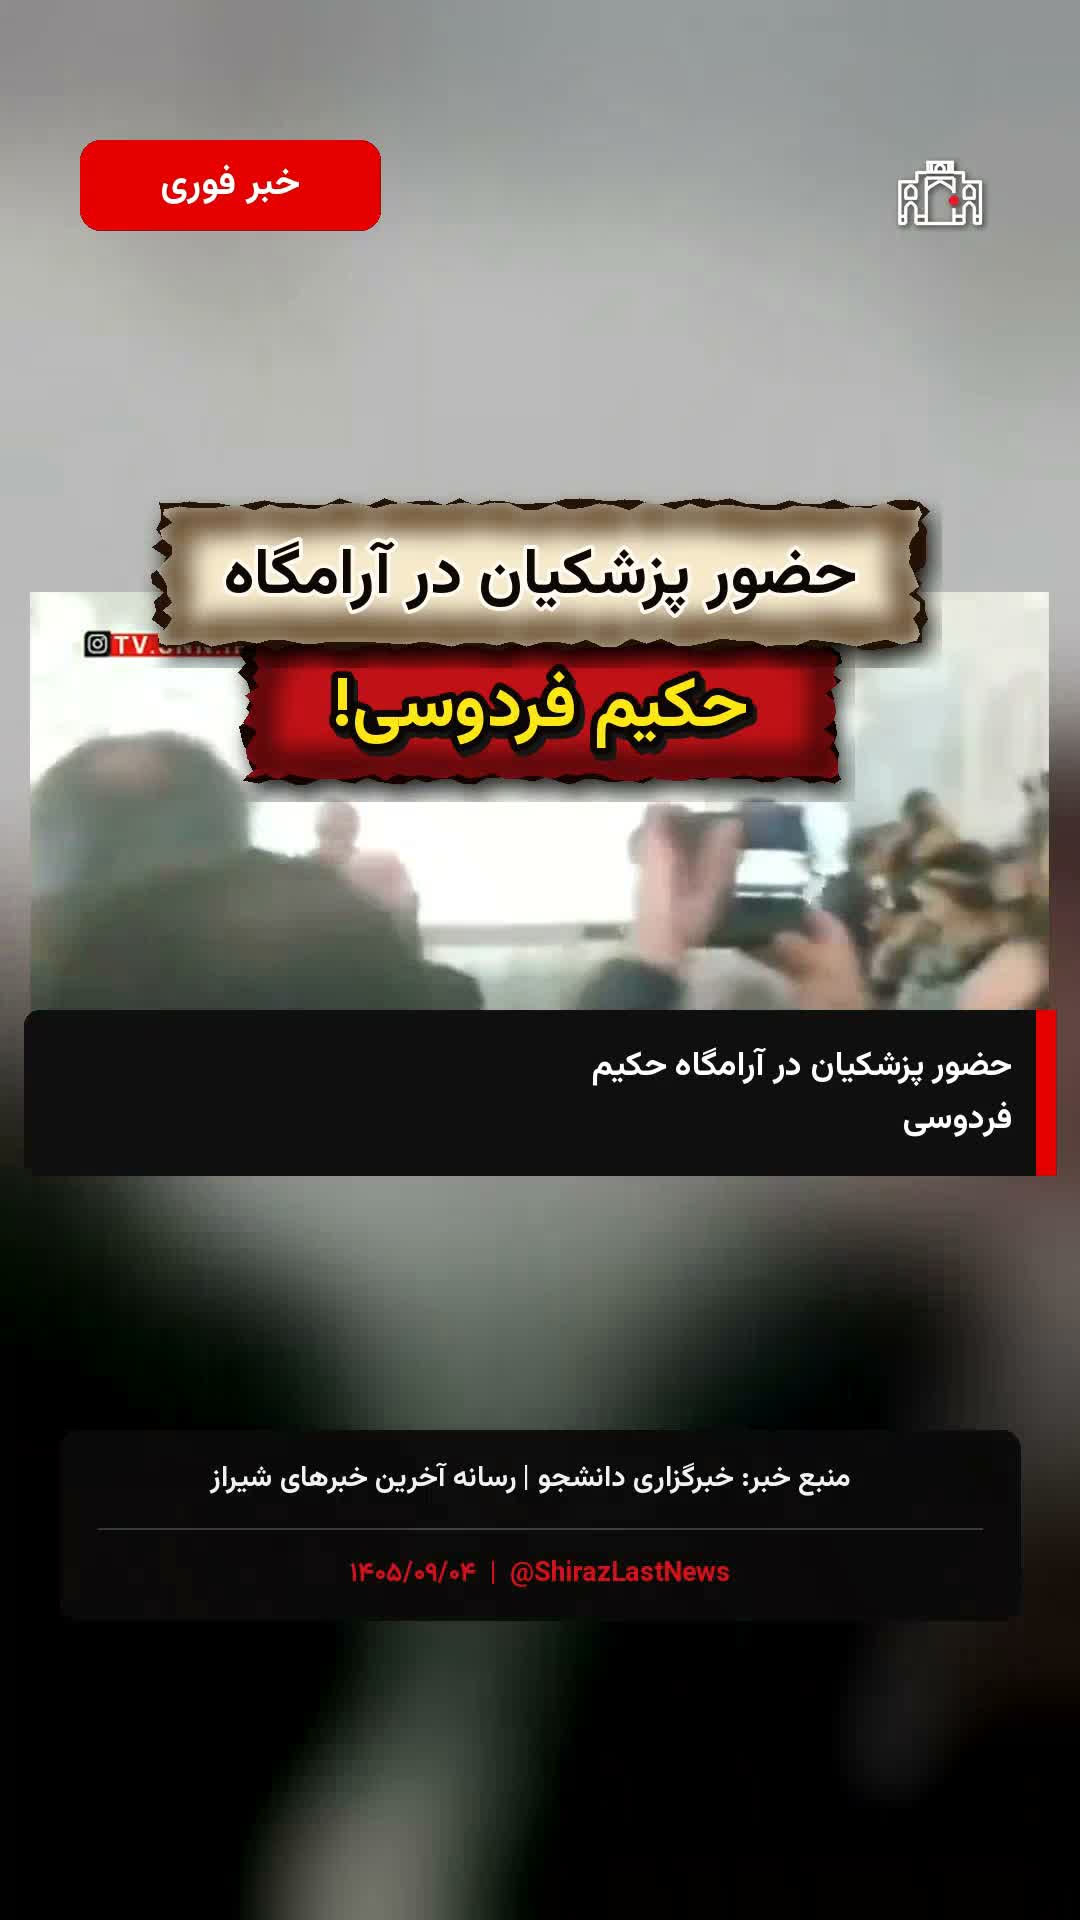 خبر فوری
حضور پزشکیان در آرامگاه
حکیم فردوسی!
حضور پزشکیان در آرامگاه حکیم
فردوسی
منبع خبر: خبرگزاری دانشجو | رسانه آخرین خبرهای شیراز
۱۴۰۵/۰۹/۰۴ | @ShirazLastNews